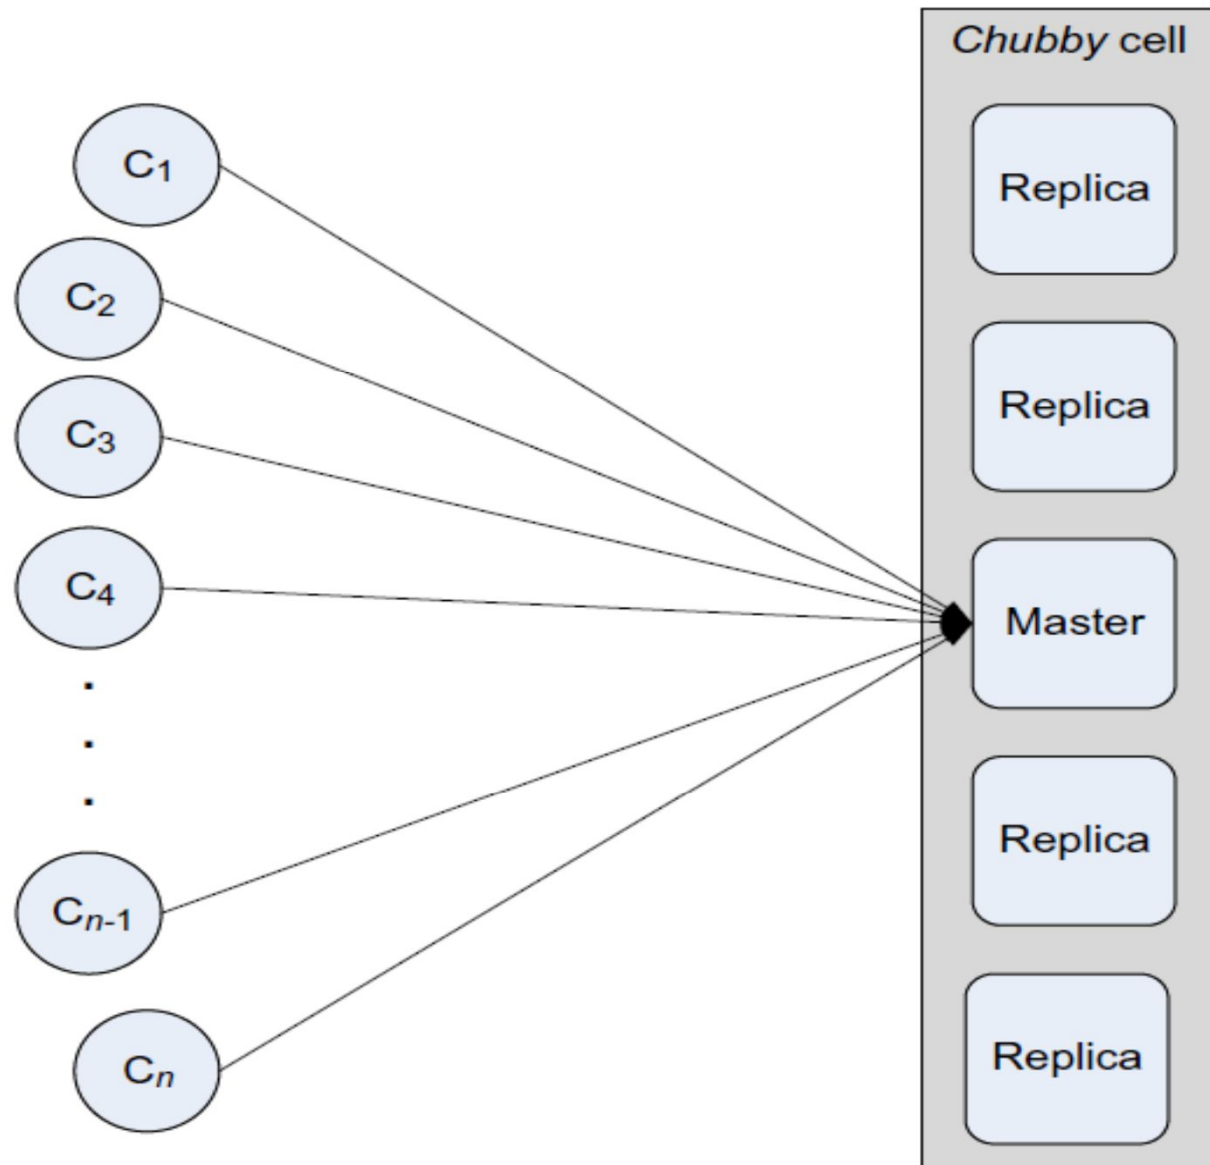 Chubby cell
C1
Replica
C2
C3
Replica
C4
Master
.
.
.
Replica
Cn-1
Cn
Replica